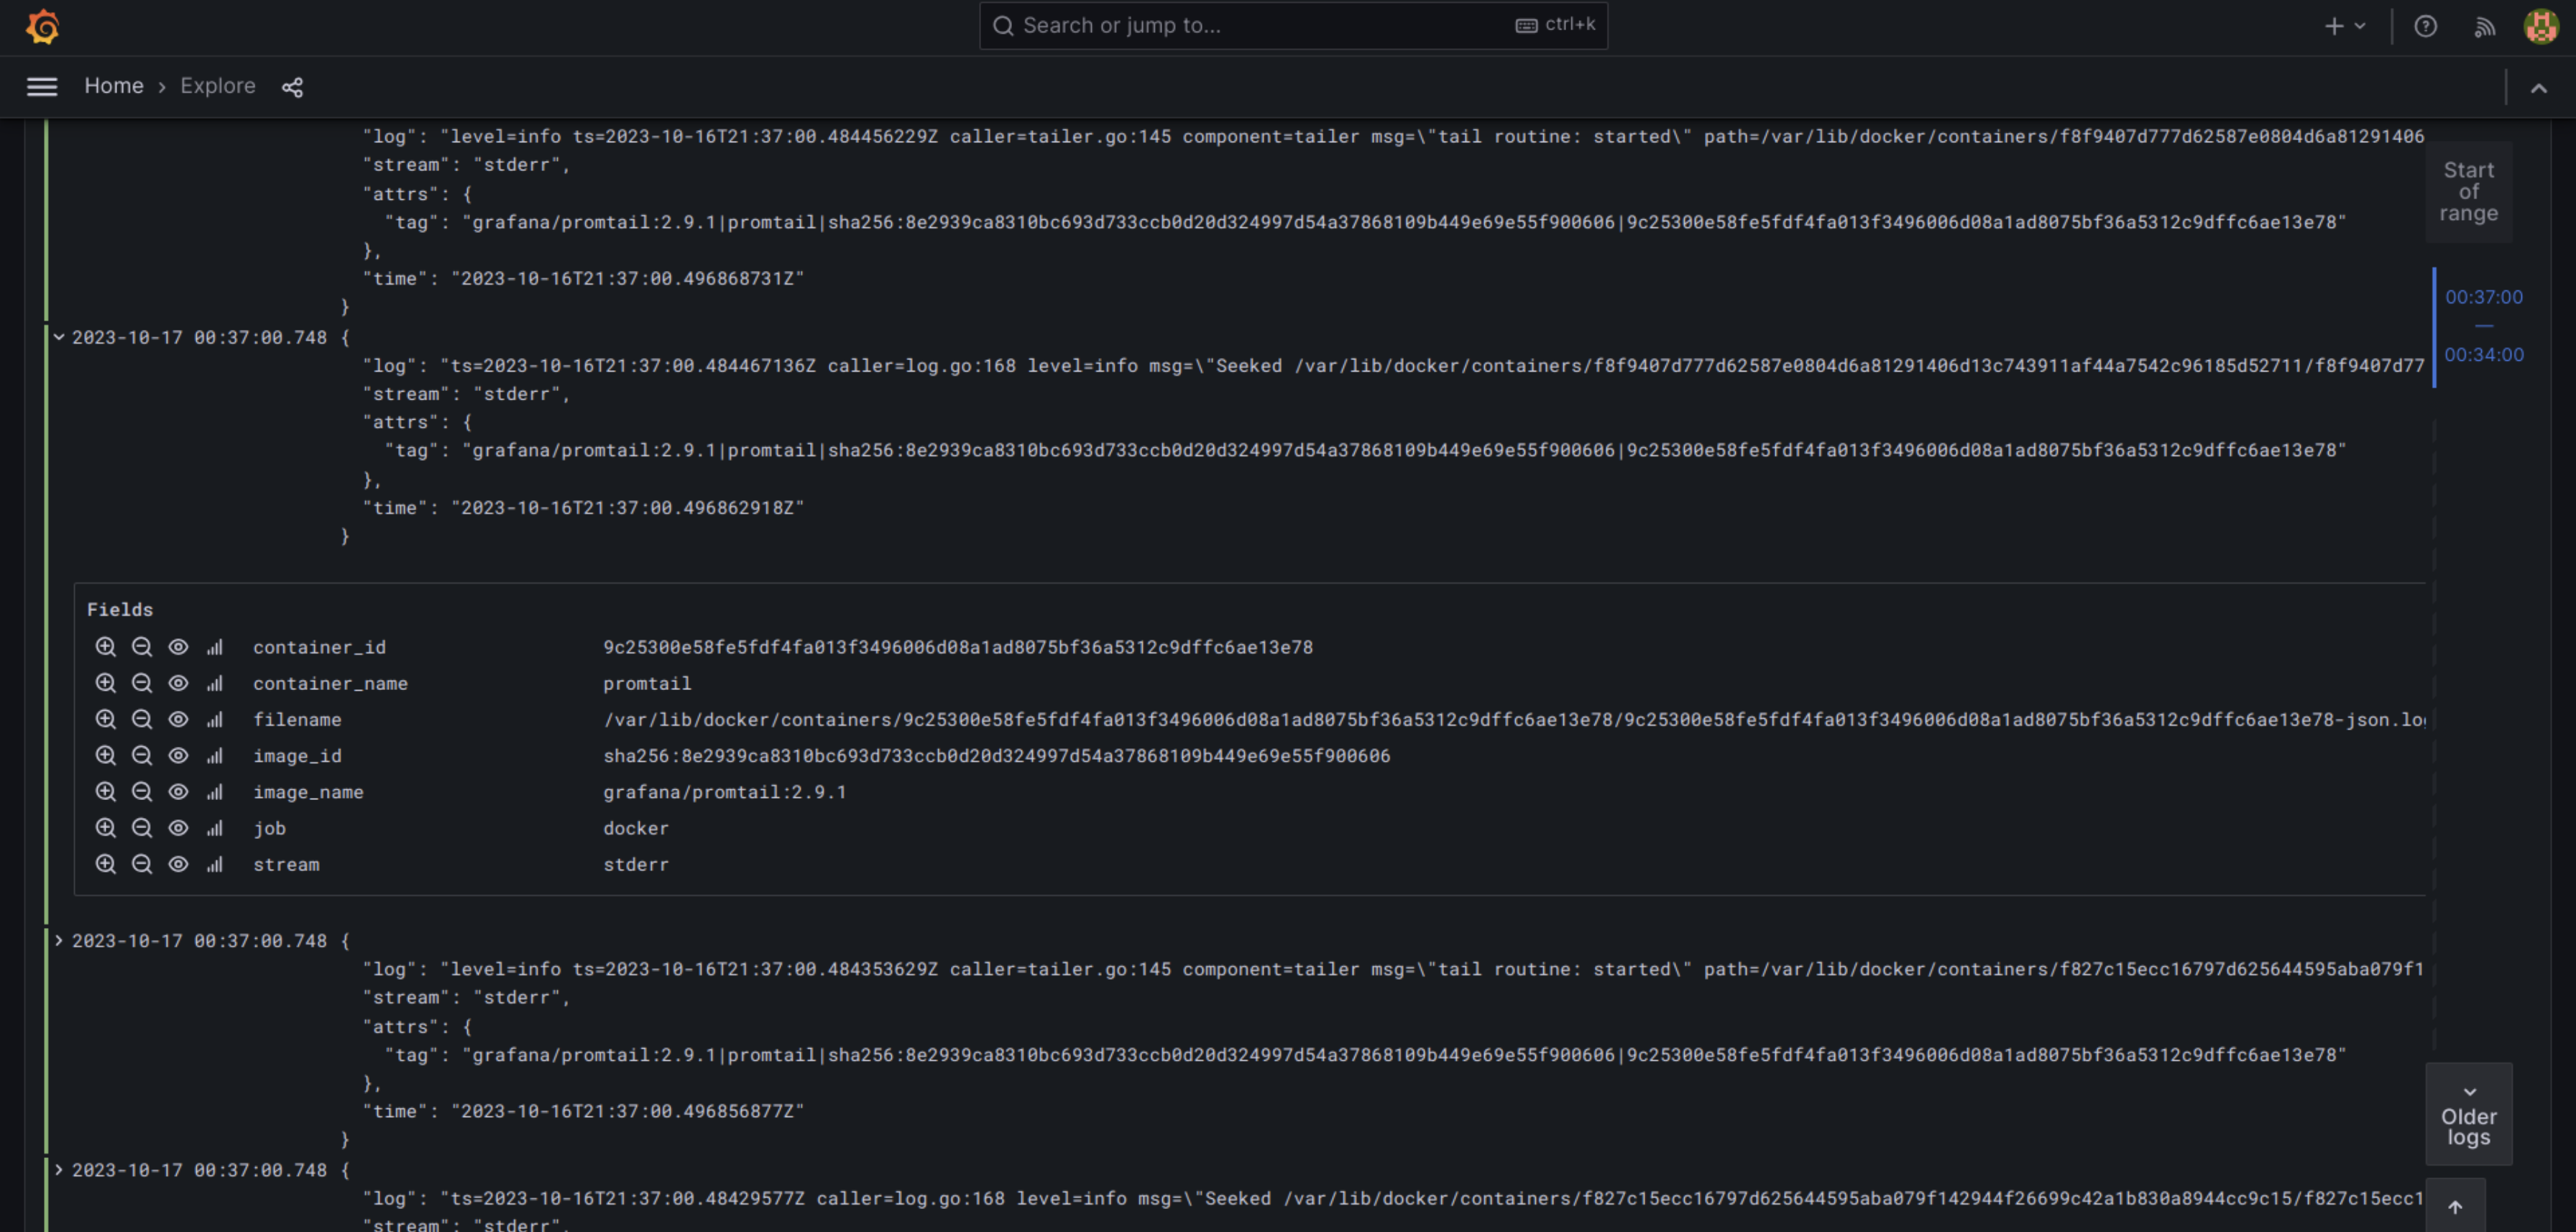 Search or jump to... ctrl+k
Home › Explore
"log": "level=info ts=2023-10-16T21:37:00.484456229Z caller=tailer.go:145 component=tailer msg=\"tail routine: started\" path=/var/lib/docker/containers/f8f9407d777d62587e0804d6a81291406
"stream": "stderr",
"attrs": {
"tag": "grafana/promtail:2.9.1|promtail|sha256:8e2939ca8310bc693d733ccb0d20d324997d54a37868109b449e69e55f900606|9c25300e58fe5fdf4fa013f3496006d08a1ad8075bf36a5312c9dffc6ae13e78"
},
"time": "2023-10-16T21:37:00.496868731Z"
}
Start
of
range
00:37:00
—
00:34:00
2023-10-17 00:37:00.748 {
"log": "ts=2023-10-16T21:37:00.484467136Z caller=log.go:168 level=info msg=\"Seeked /var/lib/docker/containers/f8f9407d777d62587e0804d6a81291406d13c743911af44a7542c96185d52711/f8f9407d77
"stream": "stderr",
"attrs": {
"tag": "grafana/promtail:2.9.1|promtail|sha256:8e2939ca8310bc693d733ccb0d20d324997d54a37868109b449e69e55f900606|9c25300e58fe5fdf4fa013f3496006d08a1ad8075bf36a5312c9dffc6ae13e78"
},
"time": "2023-10-16T21:37:00.496862918Z"
}
Fields
container_id 9c25300e58fe5fdf4fa013f3496006d08a1ad8075bf36a5312c9dffc6ae13e78
container_name promtail
filename /var/lib/docker/containers/9c25300e58fe5fdf4fa013f3496006d08a1ad8075bf36a5312c9dffc6ae13e78/9c25300e58fe5fdf4fa013f3496006d08a1ad8075bf36a5312c9dffc6ae13e78-json.log
image_id sha256:8e2939ca8310bc693d733ccb0d20d324997d54a37868109b449e69e55f900606
image_name grafana/promtail:2.9.1
job docker
stream stderr
2023-10-17 00:37:00.748 {
"log": "level=info ts=2023-10-16T21:37:00.484353629Z caller=tailer.go:145 component=tailer msg=\"tail routine: started\" path=/var/lib/docker/containers/f827c15ecc16797d625644595aba079f1
"stream": "stderr",
"attrs": {
"tag": "grafana/promtail:2.9.1|promtail|sha256:8e2939ca8310bc693d733ccb0d20d324997d54a37868109b449e69e55f900606|9c25300e58fe5fdf4fa013f3496006d08a1ad8075bf36a5312c9dffc6ae13e78"
},
"time": "2023-10-16T21:37:00.496856877Z"
}
Older
logs
2023-10-17 00:37:00.748 {
"log": "ts=2023-10-16T21:37:00.48429577Z caller=log.go:168 level=info msg=\"Seeked /var/lib/docker/containers/f827c15ecc16797d625644595aba079f142944f26699c42a1b830a8944cc9c15/f827c15ecc1
"stream": "stderr",